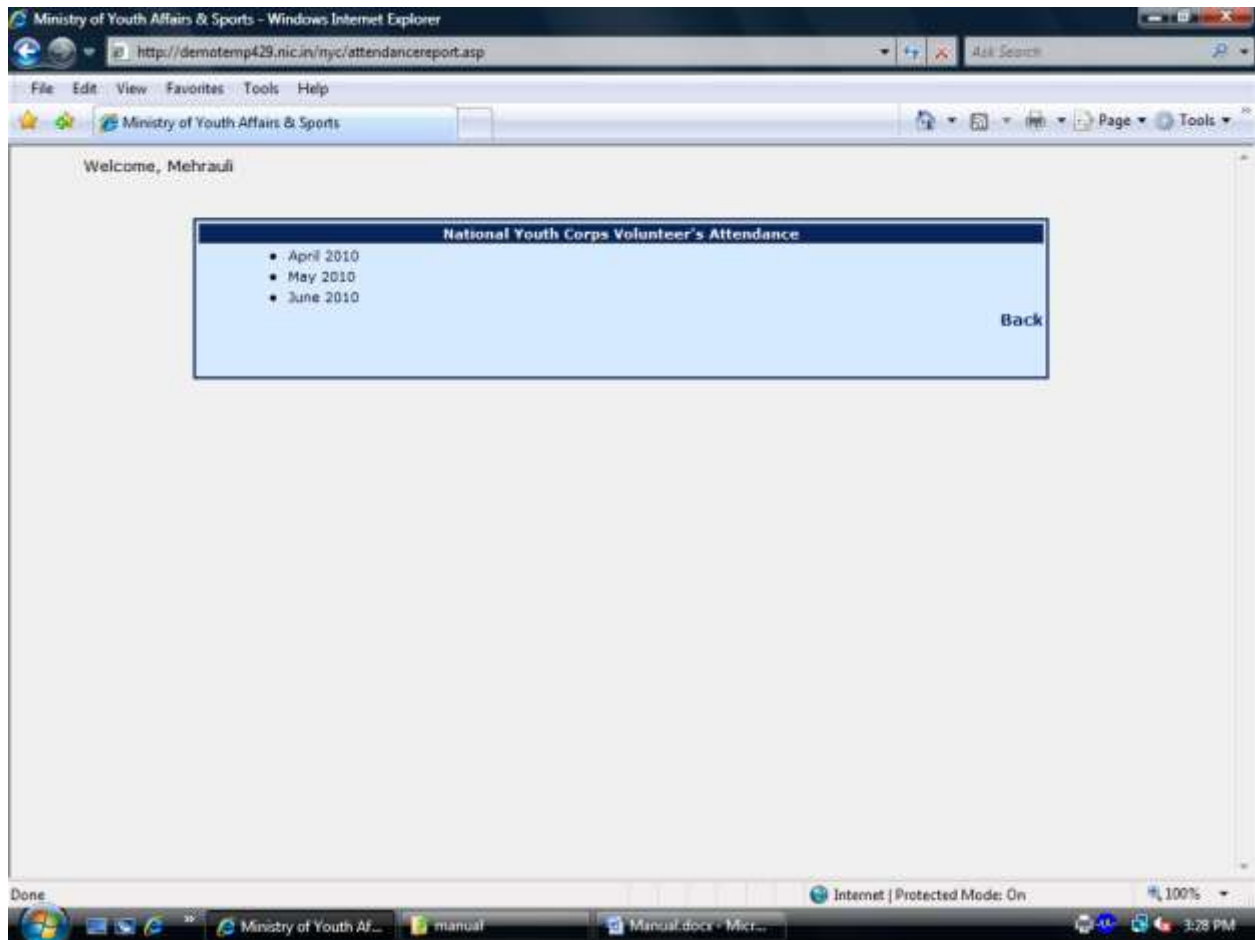 Ministry of Youth Affairs & Sports - Windows Internet Explorer
http://demotemp429.nic.in/nyc/attendancereport.asp
Ask Search
File Edit View Favorites Tools Help
Ministry of Youth Affairs & Sports
Page Tools
Welcome, Mehrauli
National Youth Corps Volunteer's Attendance
• April 2010
• May 2010
• June 2010
Back
Done
Internet | Protected Mode: On
100%
Ministry of Youth Af...
manual
Manual.docx - Micr...
3:28 PM